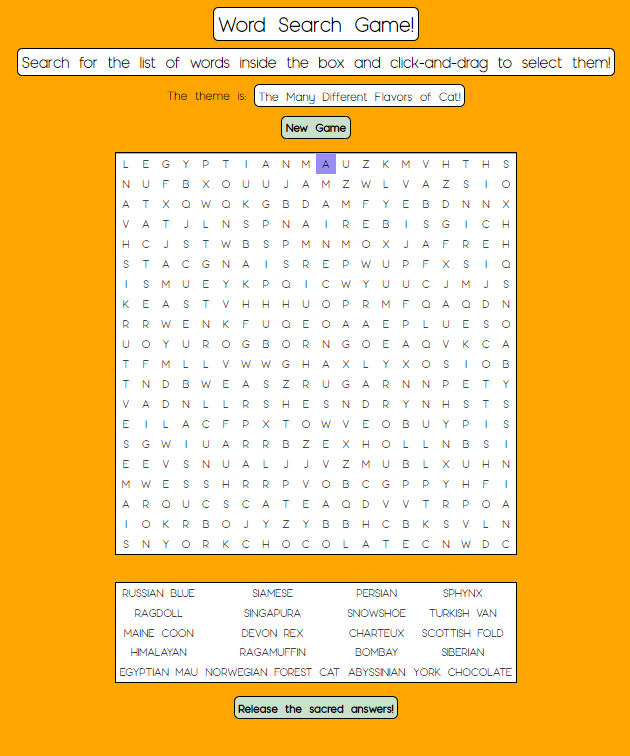 Word Search Game!
Search for the list of words inside the box and click-and-drag to select them!
The theme is: The Many Different Flavors of Cat!
New Game
L E G Y P T I A N M A U Z K M V H T H S
N U F B X O U U J A M Z W L V A Z S I O
A T X Q W Q K G B D A M F Y E B D N N X
V A T J L N S P N A I R E B I S G I C H
H C J S T W B S P M N M O X J A F R E H
S T A C G N A I S R E P W U P F X S I Q
I S M U E Y K P Q I C W Y U U C J M J S
K E A S T V H H H U O P R M F Q A Q D N
R R W E N K F U Q E O A A E P L U E S O
U O Y U R O G B O R N G O E A Q V K C A
T F M L L V W W G H A X L Y X O S I O B
T N D B W E A S Z R U G A R N N P E T Y
V A D N L L R S H E S N D R Y N H S T S
E I L A C F P X T O W V E O B U Y P I S
S G W I U A R R B Z E X H O L L N B S I
E E V S N U A L J J V Z M U B L X U H N
M W E S S H R R P V O B C G P P Y H F I
A R Q U C S C A T E A Q D V V T R P O A
I O K R B O J Y Z Y B B H C B K S V L N
S N Y O R K C H O C O L A T E C N W D C
RUSSIAN BLUE SIAMESE PERSIAN SPHYNX
RAGDOLL SINGAPURA SNOWSHOE TURKISH VAN
MAINE COON DEVON REX CHARTEUX SCOTTISH FOLD
HIMALAYAN RAGAMUFFIN BOMBAY SIBERIAN
EGYPTIAN MAU NORWEGIAN FOREST CAT ABYSSINIAN YORK CHOCOLATE
Release the sacred answers!